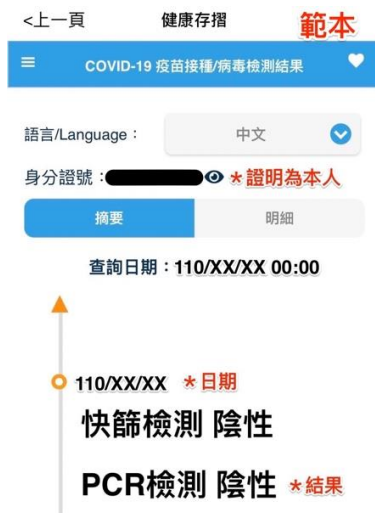 <上一頁 健康存摺 範本
COVID-19 疫苗接種/病毒檢測結果
語言/Language： 中文
身分證號： *證明為本人
摘要 明細
查詢日期：110/XX/XX 00:00
110/XX/XX *日期
快篩檢測 陰性
PCR檢測 陰性 *結果